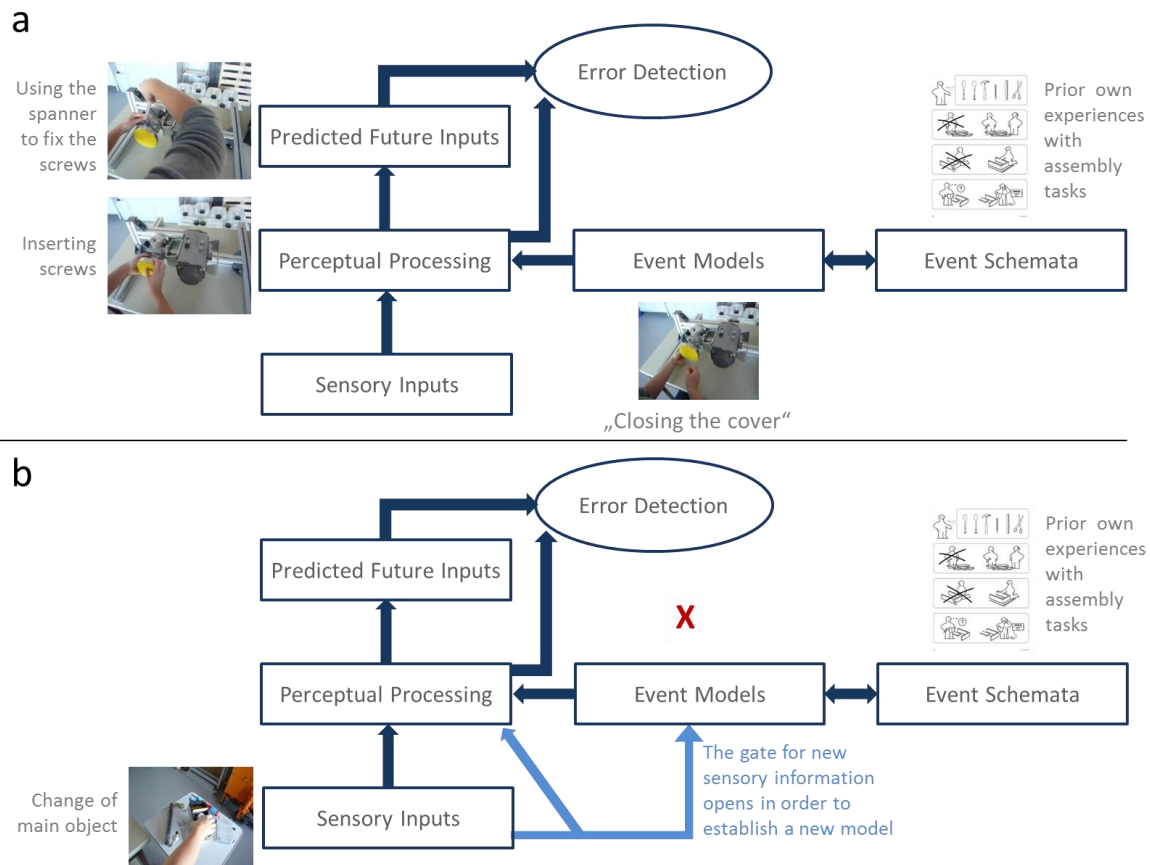 a
Using the
spanner
to fix the
screws
Error Detection
Predicted Future Inputs
Prior own
experiences
with
assembly
tasks
Inserting
screws
Perceptual Processing
Event Models
Event Schemata
Sensory Inputs
„Closing the cover“
b
Error Detection
Predicted Future Inputs
Prior own
experiences
with
assembly
tasks
X
Perceptual Processing
Event Models
Event Schemata
The gate for new
sensory information
opens in order to
establish a new model
Change of
main object
Sensory Inputs